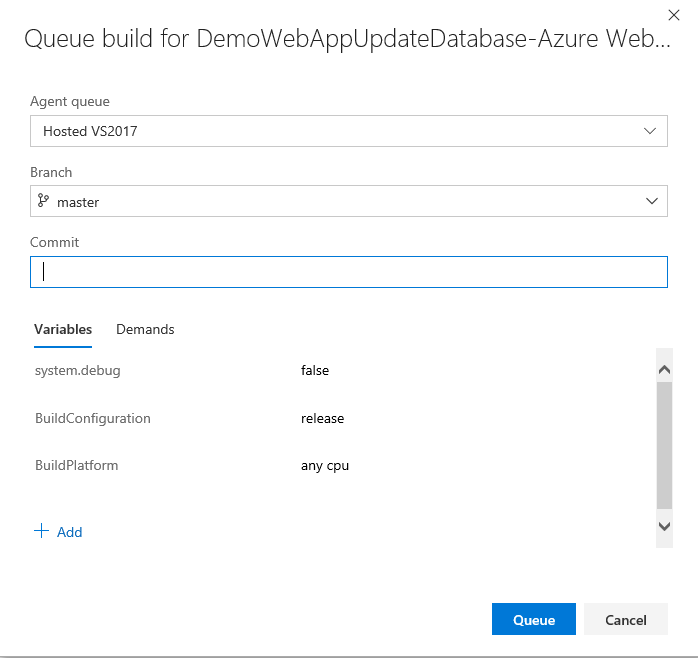 Queue build for DemoWebAppUpdateDatabase-Azure Web...
Agent queue
Hosted VS2017
Branch
master
Commit
Variables Demands
system.debug false
BuildConfiguration release
BuildPlatform any cpu
Add
Queue Cancel